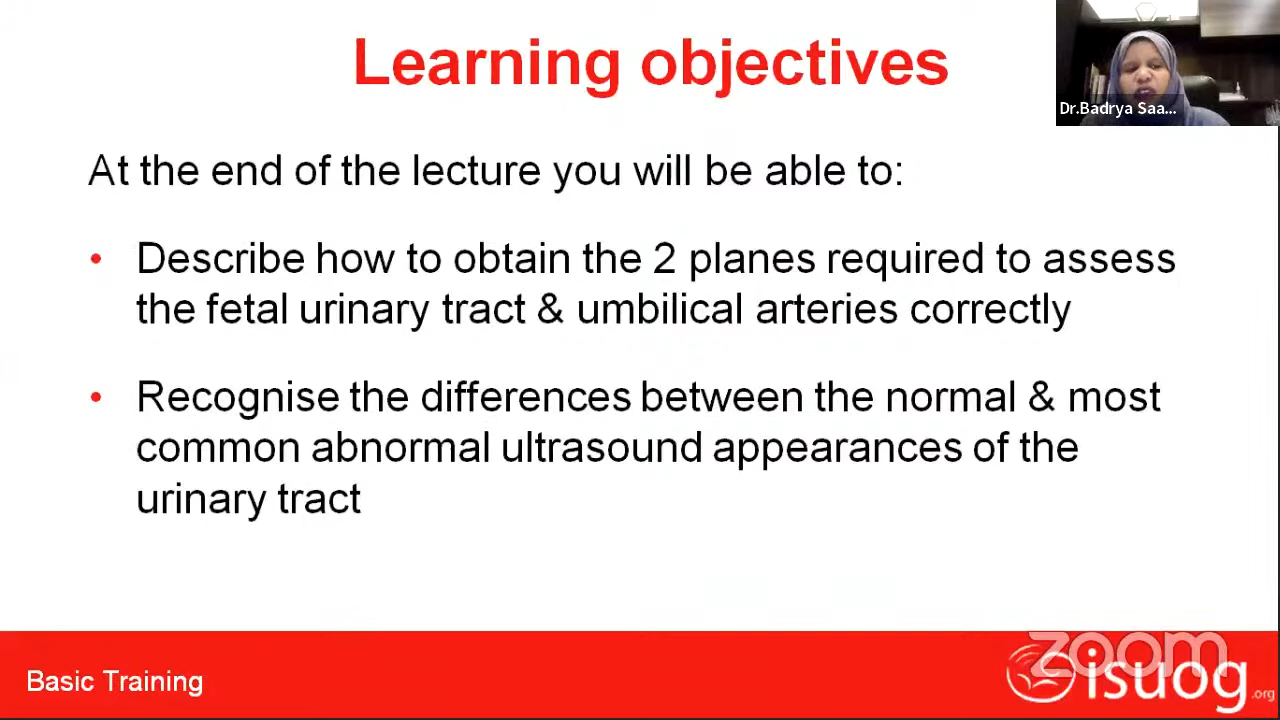 Learning objectives
Dr.Badrya Saa...
At the end of the lecture you will be able to:
• Describe how to obtain the 2 planes required to assess
the fetal urinary tract & umbilical arteries correctly
• Recognise the differences between the normal & most
common abnormal ultrasound appearances of the
urinary tract
zoom
Basic Training
isuog.org